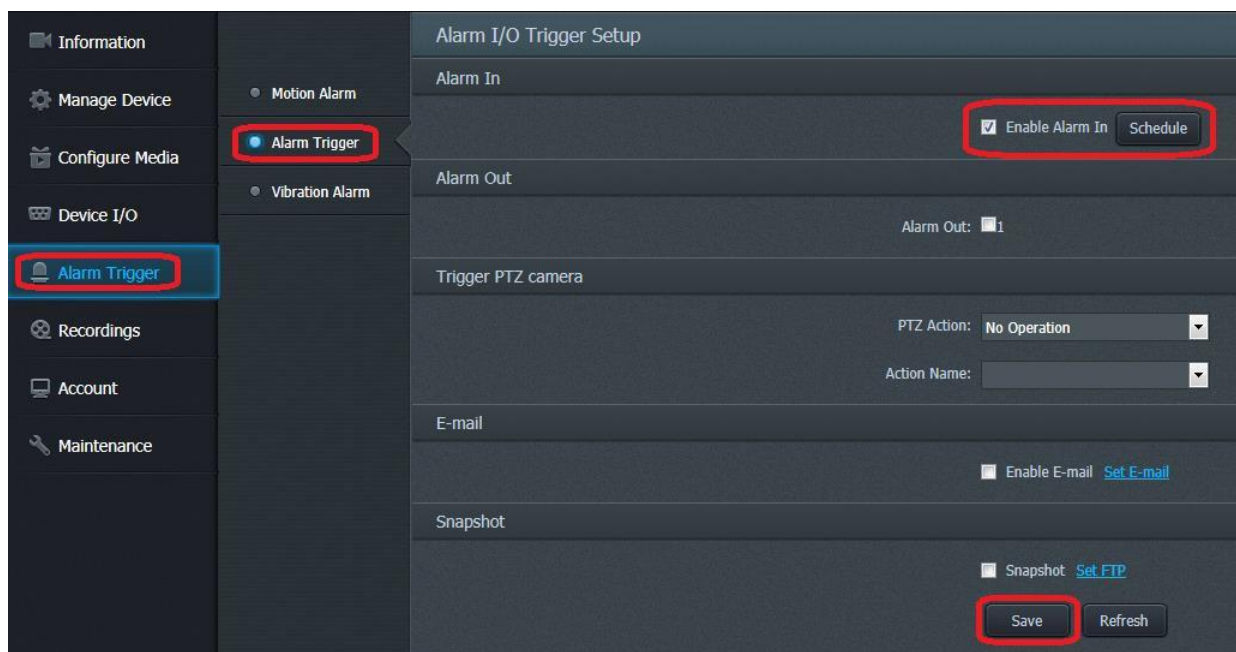 Information
Manage Device
Configure Media
Device I/O
Alarm Trigger
Recordings
Account
Maintenance
Motion Alarm
Alarm Trigger
Vibration Alarm
Alarm I/O Trigger Setup
Alarm In
Enable Alarm In Schedule
Alarm Out
Alarm Out: 1
Trigger PTZ camera
PTZ Action: No Operation
Action Name:
E-mail
Enable E-mail Set E-mail
Snapshot
Snapshot Set FTP
Save Refresh